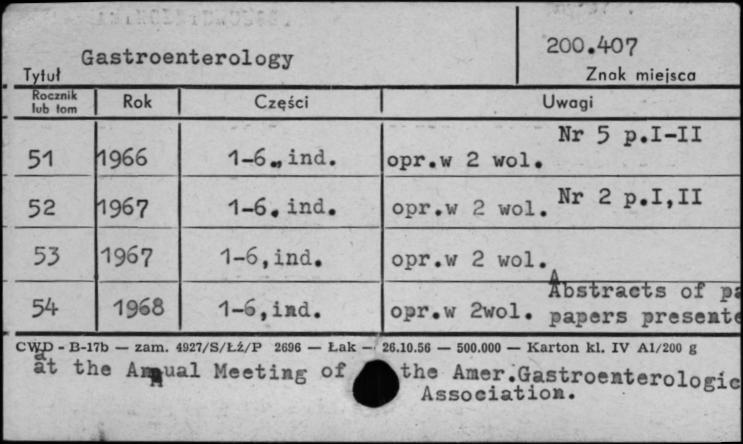 Gastroenterology
200.407
Tytuł
Znak miejsca
Rocznik lub tom Rok Części Uwagi
51 1966 1-6., ind. opr.w 2 wol. Nr 5 p.I-II
52 1967 1-6. ind. opr.w 2 wol. Nr 2 p.I,II
53 1967 1-6,ind. opr.w 2 wol.
54 1968 1-6,ind. opr.w 2wol. Abstracts of pa
papers presente
CWD - B-17b — zam. 4927/S/Łż/P 2696 — Łak — 26.10.56 — 500.000 — Karton kl. IV A1/200 g
at the Annual Meeting of the Amer.Gastroenterologic
Association.